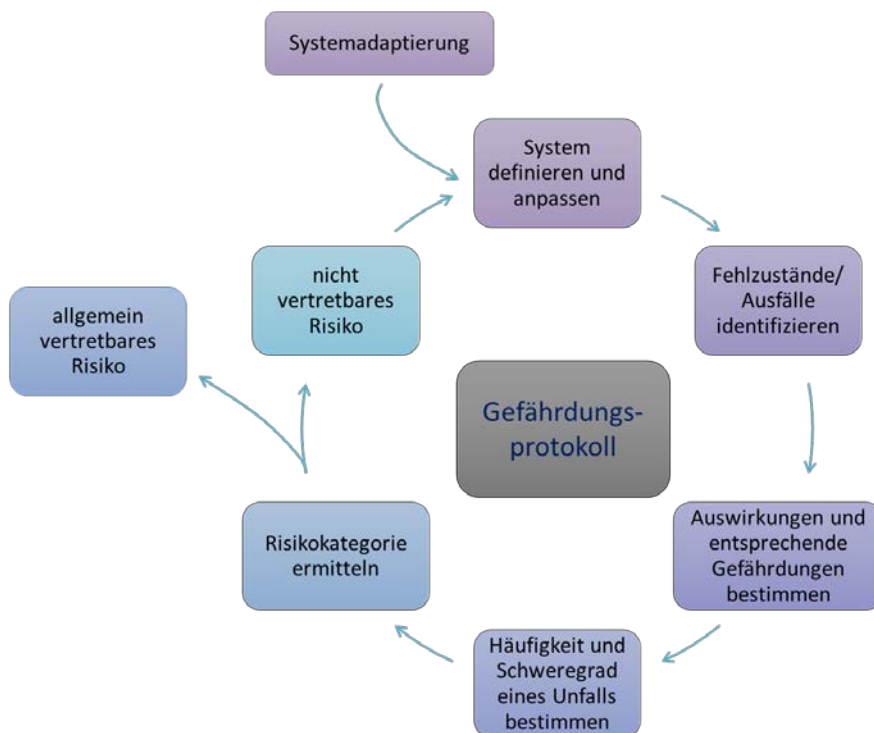 Systemadaptierung
System
definieren und
anpassen
Fehlzustände/
Ausfälle
identifizieren
Auswirkungen und
entsprechende
Gefährdungen
bestimmen
Häufigkeit und
Schweregrad
eines Unfalls
bestimmen
Risikokategorie
ermitteln
nicht
vertretbares
Risiko
allgemein
vertretbares
Risiko
Gefährdungs-
protokoll